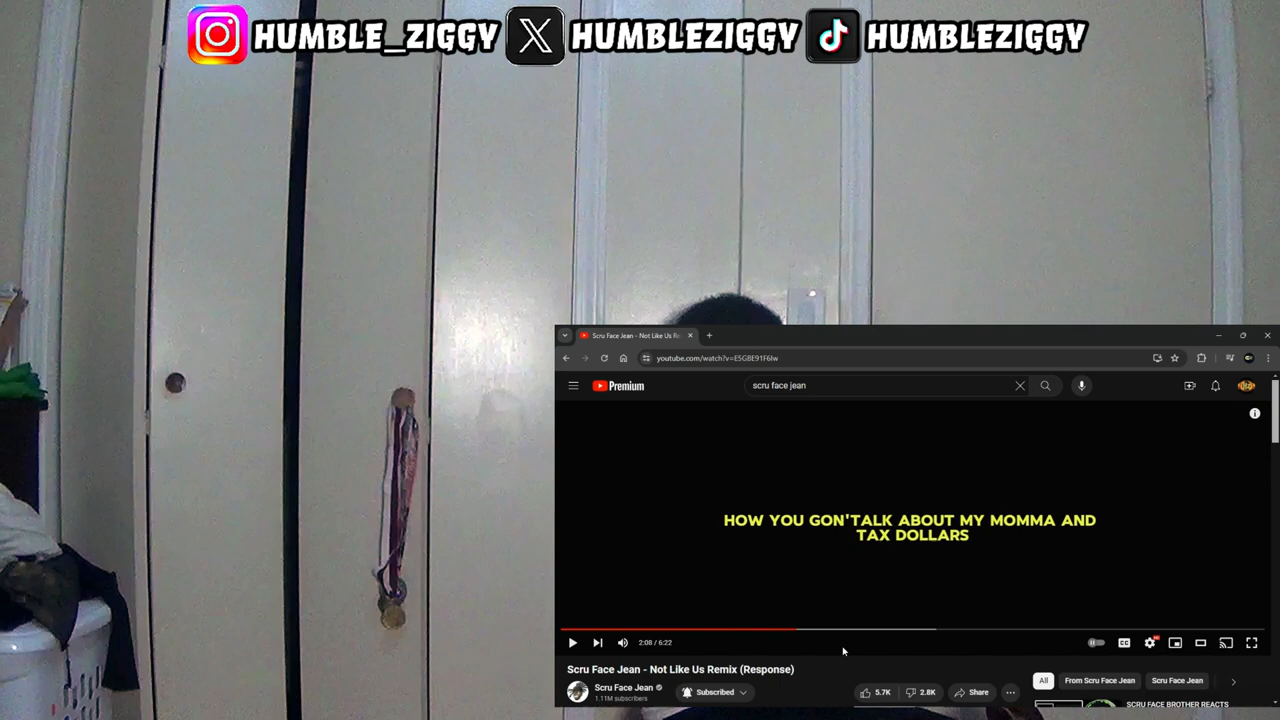 HUMBLE_ZIGGY HUMBLEZIGGY HUMBLEZIGGY
Scru Face Jean - Not Like Us Re
youtube.com/watch?v=E5GBE91F6Iw
Premium
scru face jean
HOW YOU GON'TALK ABOUT MY MOMMA AND
TAX DOLLARS
2:08 / 6:22
Scru Face Jean - Not Like Us Remix (Response)
Scru Face Jean
1.11M subscribers
Subscribed
5.7K
2.8K
Share
All
From Scru Face Jean
Scru Face Jean
SCRU FACE BROTHER REACTS